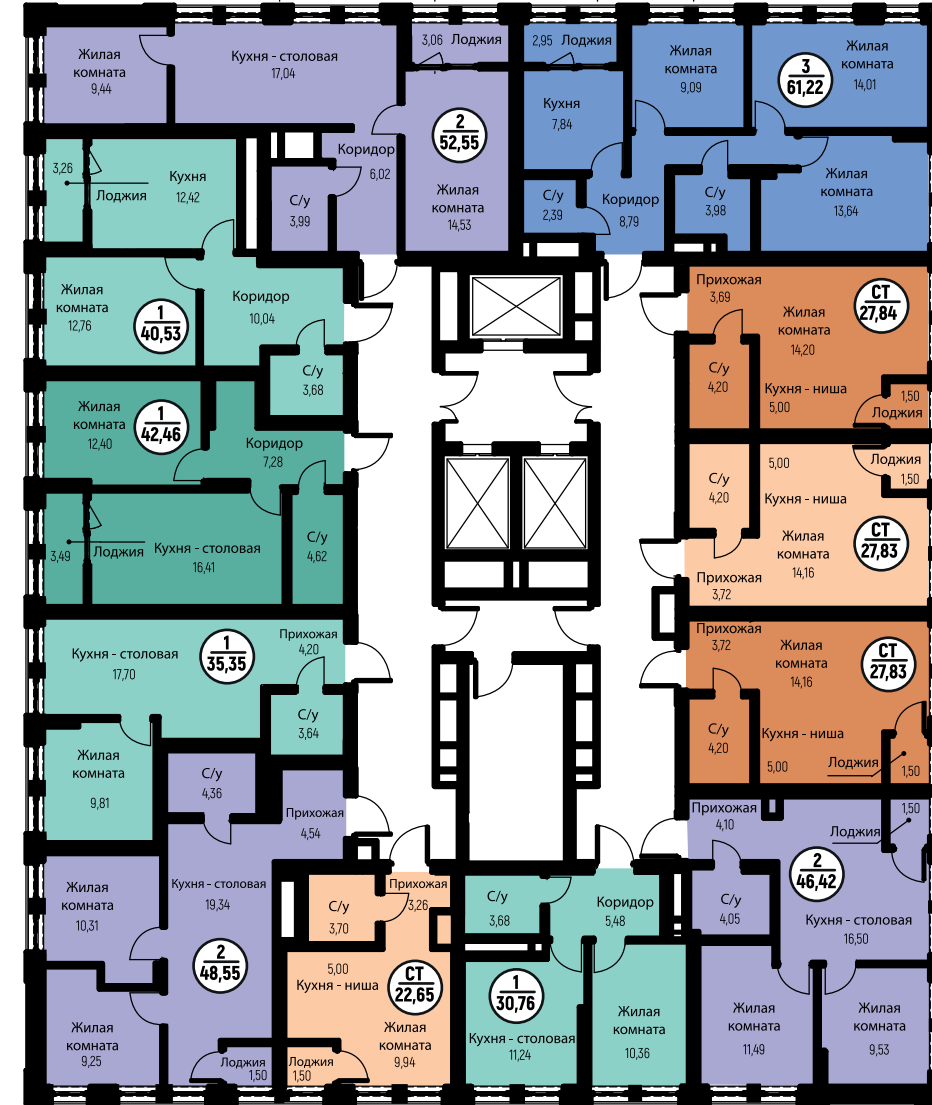 Жилая
комната
9,44
Кухня - столовая
17,04
3,06 Лоджия
2
52,55
Коридор
6,02
С/у
3,99
Жилая
комната
14,53
2,95 Лоджия
Кухня
7,84
Жилая
комната
9,09
3
61,22
Жилая
комната
14,01
С/у
2,39
Коридор
8,79
С/у
3,98
Жилая
комната
13,64
3,26
Лоджия
Кухня
12,42
Жилая
комната
12,76
1
40,53
Коридор
10,04
С/у
3,68
Прихожая
3,69
Жилая
комната
14,20
СТ
27,84
С/у
4,20
Кухня - ниша
5,00
1,50
Лоджия
Жилая
комната
12,40
1
42,46
Коридор
7,28
3,49
Лоджия
Кухня - столовая
16,41
С/у
4,62
С/у
4,20
5,00
Кухня - ниша
Лоджия
1,50
Жилая
комната
14,16
СТ
27,83
Прихожая
3,72
Кухня - столовая
17,70
1
35,35
Прихожая
4,20
С/у
3,64
Жилая
комната
9,81
Прихожая
3,72
Жилая
комната
14,16
СТ
27,83
С/у
4,20
Кухня - ниша
5,00
Лоджия
1,50
С/у
4,36
Прихожая
4,54
Жилая
комната
10,31
Кухня - столовая
19,34
2
48,55
Жилая
комната
9,25
Лоджия
1,50
Прихожая
3,26
С/у
3,70
5,00
Кухня - ниша
СТ
22,65
Жилая
комната
9,94
Лоджия
1,50
С/у
3,68
Коридор
5,48
1
30,76
Кухня - столовая
11,24
Жилая
комната
10,36
Прихожая
4,10
1,50
Лоджия
2
46,42
С/у
4,05
Кухня - столовая
16,50
Жилая
комната
11,49
Жилая
комната
9,53